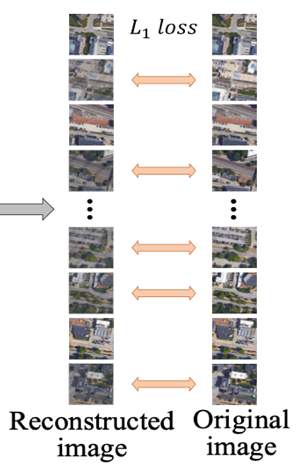 L₁ loss
Reconstructed Original
image image